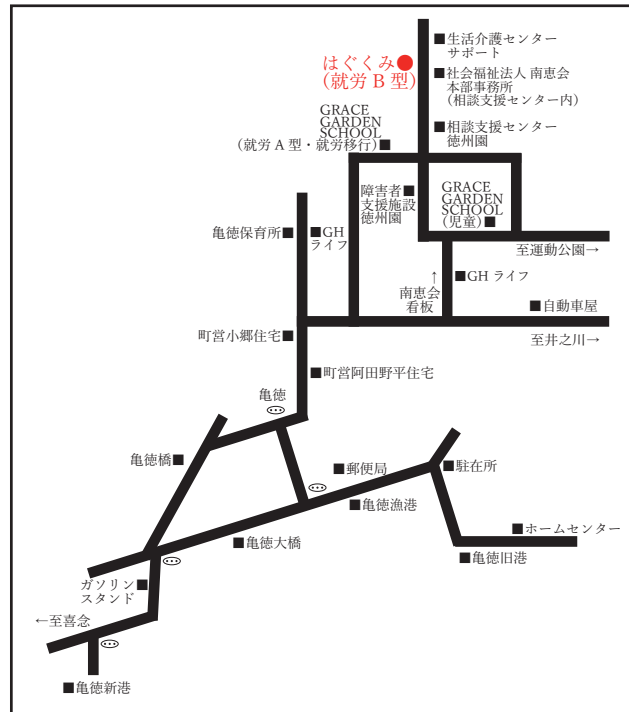 ■生活介護センター
サポート
はぐくみ●
(就労 B 型)
■社会福祉法人 南恵会
本部事務所
(相談支援センター内)
GRACE
GARDEN
SCHOOL
(就労 A 型・就労移行)■
■相談支援センター
徳州園
障害者■
支援施設
徳州園
GRACE
GARDEN
SCHOOL
(児童)■
亀徳保育所■
■GH
ライフ
至運動公園→
↑
南恵会
看板
■GH ライフ
■自動車屋
町営小郷住宅■
至井之川→
■町営阿田野平住宅
亀徳
亀徳橋■
■郵便局
■駐在所
■亀徳漁港
■ホームセンター
■亀徳大橋
■亀徳旧港
ガソリン■
スタンド
←至喜念
■亀徳新港